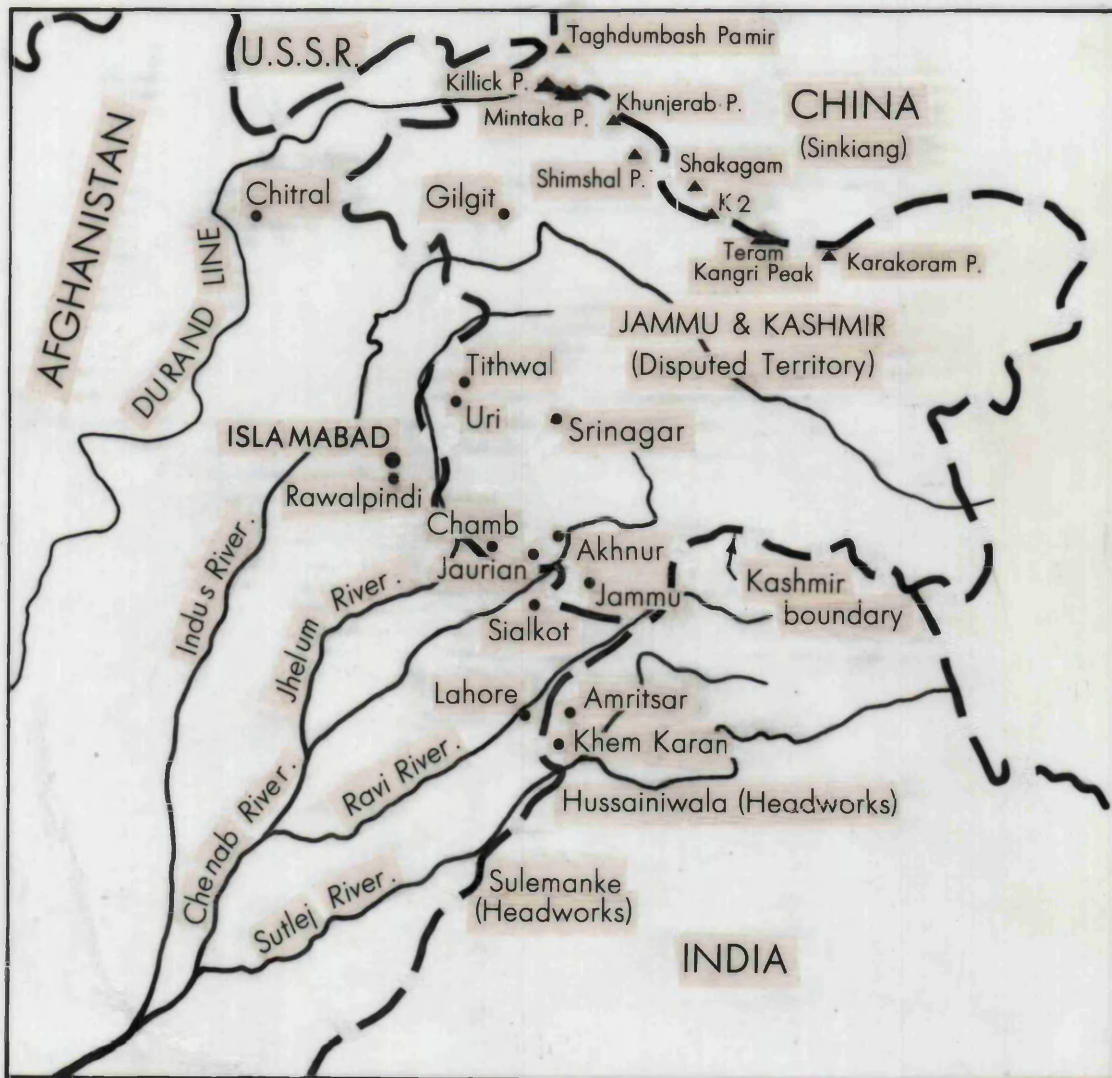 Taghdumbash Pamir
U.S.S.R.
Killick P.
Mintaka P.
Khunjerab P.
CHINA
(Sinkiang)
Shimshal P.
Shakagam
K2
Teram
Kangri Peak
Karakoram P.
AFGHANISTAN
DURAND LINE
Chitral
Gilgit
JAMMU & KASHMIR
(Disputed Territory)
Tithwal
Uri
Srinagar
ISLAMABAD
Rawalpindi
Chamb
Jaurian
Akhnur
Jammu
Kashmir
boundary
Sialkot
Indus River.
Jhelum River.
Lahore
Amritsar
Khem Karan
Chenab River.
Ravi River.
Hussainiwala (Headworks)
Sutlej River.
Sulemanke
(Headworks)
INDIA